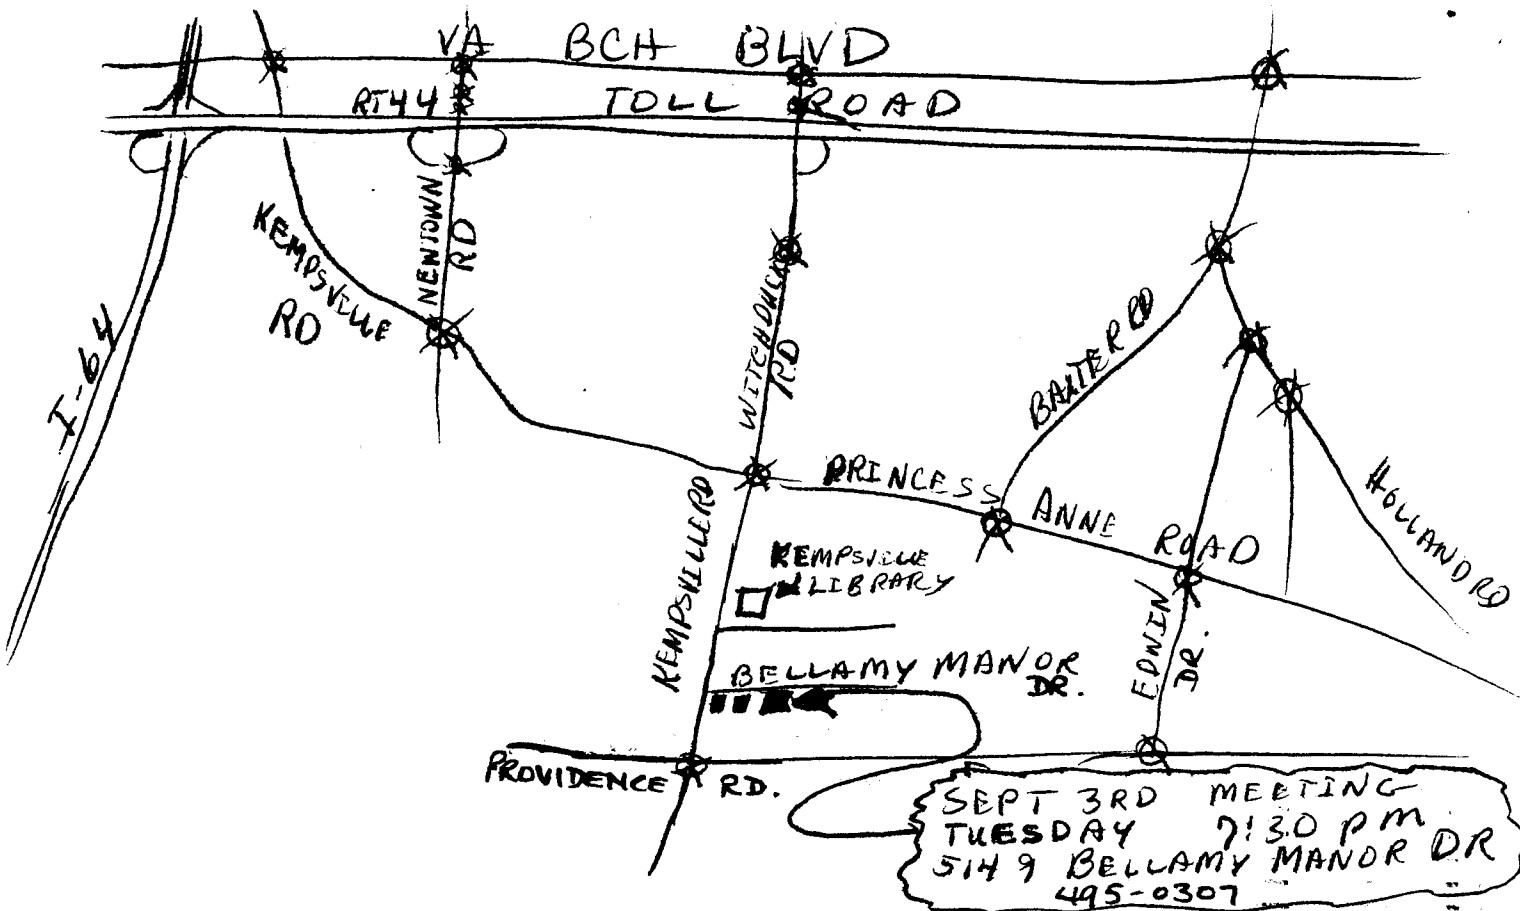 VA BCH BLVD
RT44 TOLL ROAD
KEMPSVILLE
RD
NEWTOWN
RD
WITCHDUCK
RD
BAXTER RD
I-64
HOLLAND RD
PRINCESS ANNE ROAD
KEMPSVILLE RD
KEMPSVILLE
LIBRARY
EDWIN
DR.
BELLAMY MANOR
DR.
PROVIDENCE RD.
SEPT 3RD MEETING
TUESDAY 7:30 PM
5149 BELLAMY MANOR DR
495-0307